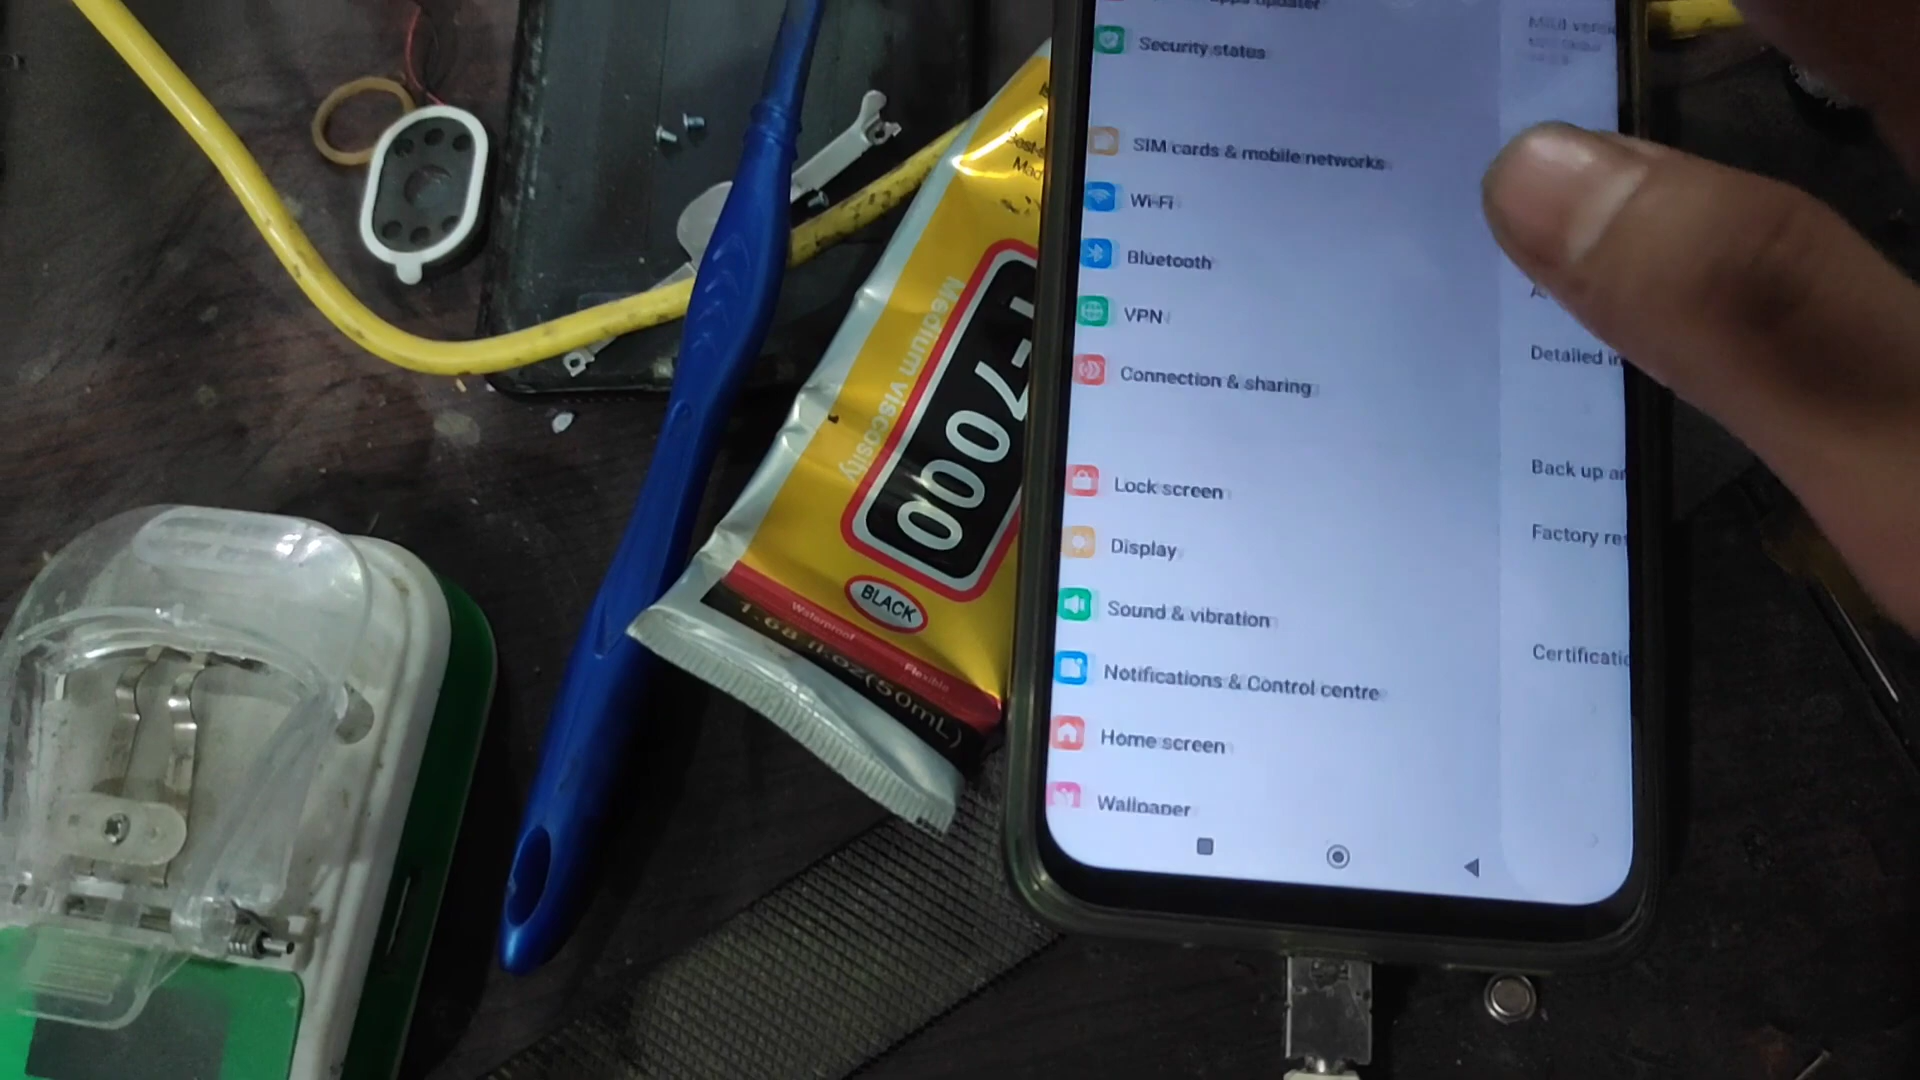 Security status
SIM cards & mobile networks
Wi-Fi
Bluetooth
VPN
Connection & sharing
Lock screen
Display
Sound & vibration
Notifications & Control centre
Home screen
Wallpaper
Detailed in
Back up an
Factory re
Certificatio
Medium viscosity
T-7000
BLACK
Waterproof
Flexible
1.68 fl.oz(50mL)